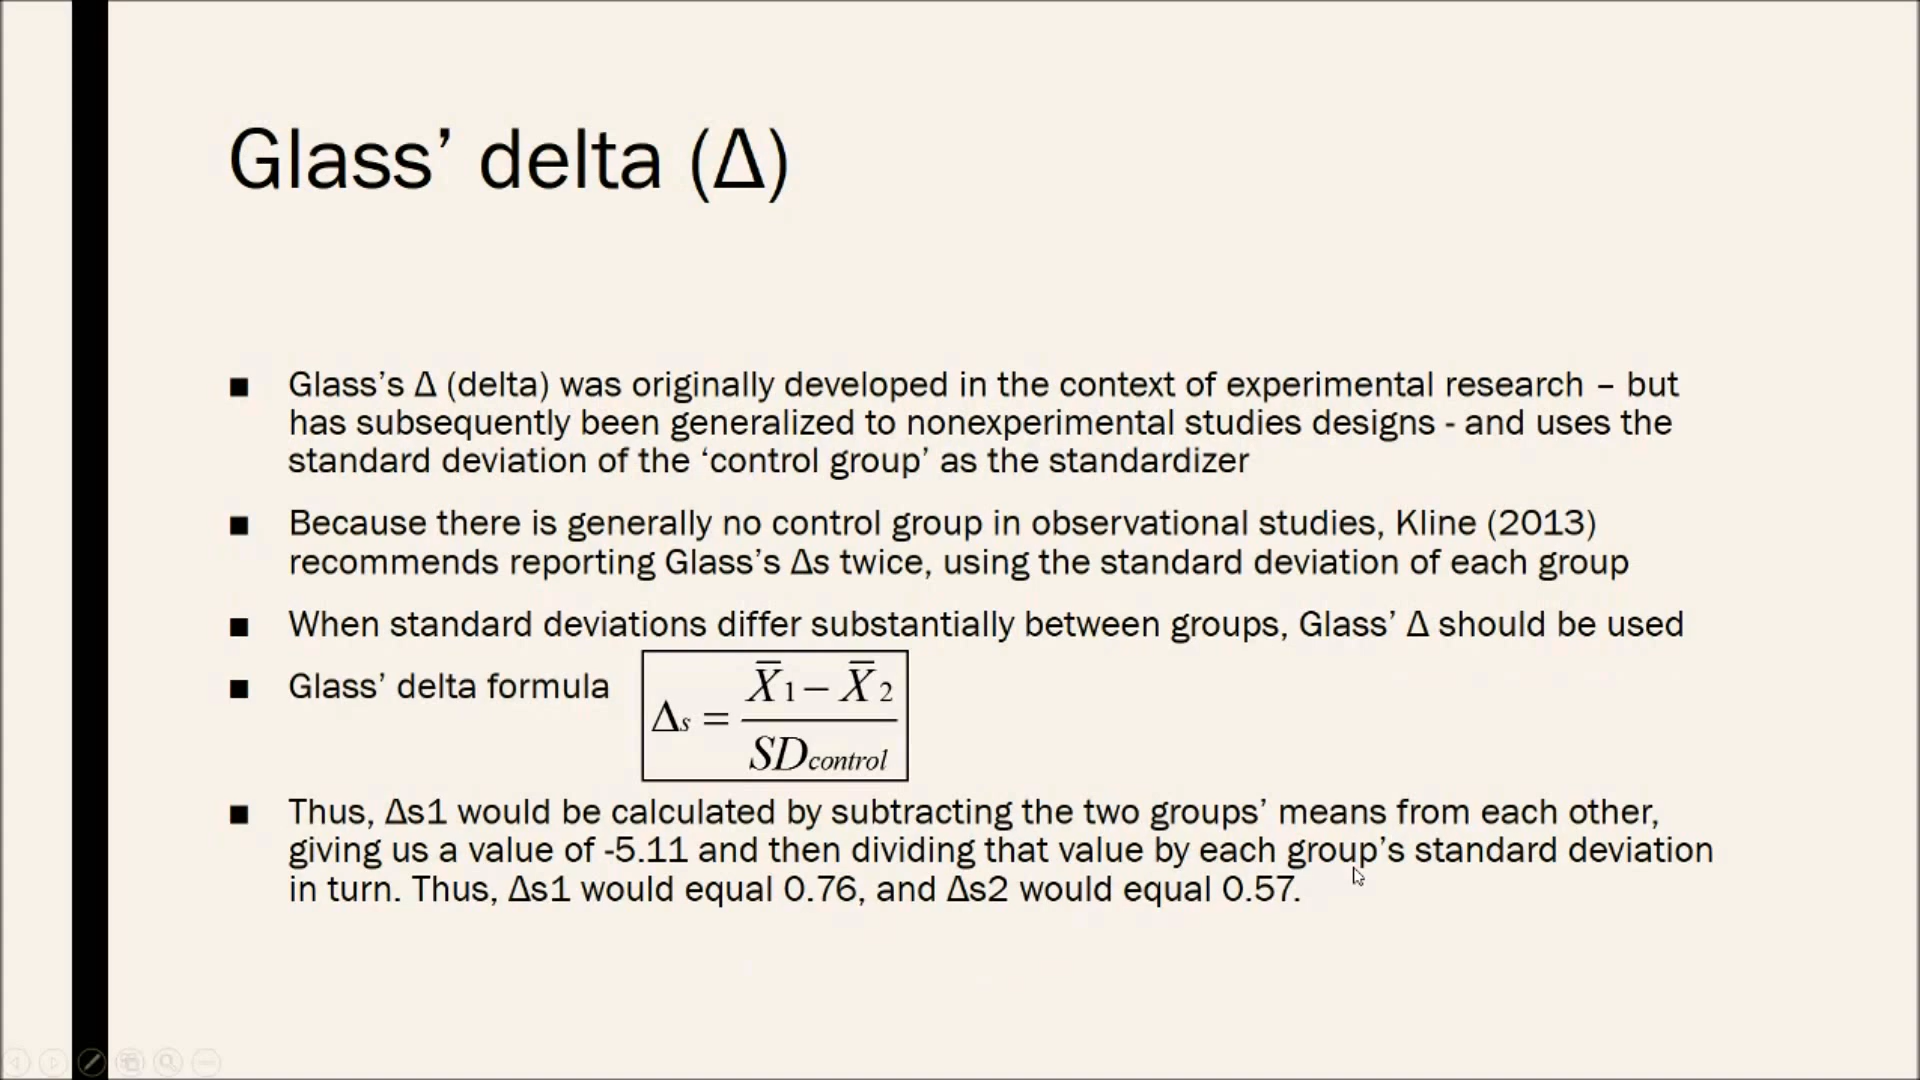 Glass’ delta (Δ)
■ Glass’s Δ (delta) was originally developed in the context of experimental research – but
has subsequently been generalized to nonexperimental studies designs - and uses the
standard deviation of the ‘control group’ as the standardizer
■ Because there is generally no control group in observational studies, Kline (2013)
recommends reporting Glass’s Δs twice, using the standard deviation of each group
■ When standard deviations differ substantially between groups, Glass’ Δ should be used
■ Glass’ delta formula
Δs = (X̅1 – X̅2) / SDcontrol
■ Thus, Δs1 would be calculated by subtracting the two groups’ means from each other,
giving us a value of -5.11 and then dividing that value by each group’s standard deviation
in turn. Thus, Δs1 would equal 0.76, and Δs2 would equal 0.57.